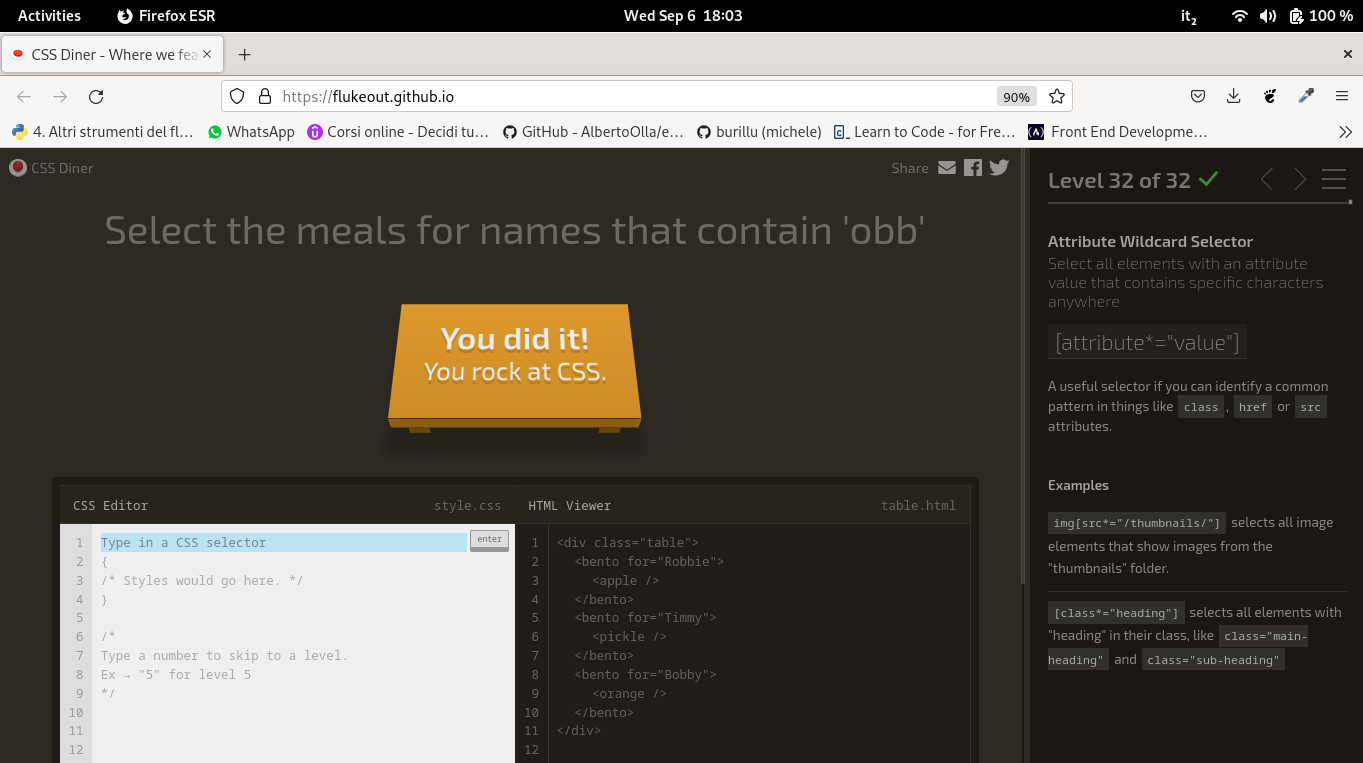 Activities Firefox ESR Wed Sep 6 18:03 it2 100 %
CSS Diner - Where we fea
https://flukeout.github.io 90%
4. Altri strumenti del fl… WhatsApp Corsi online - Decidi tu… GitHub - AlbertoOlla/e… burillu (michele) Learn to Code - for Fre… Front End Developme…
CSS Diner Share
Select the meals for names that contain 'obb'
You did it!
You rock at CSS.
CSS Editor style.css
1 Type in a CSS selector enter
2 {
3 /* Styles would go here. */
4 }
5
6 /*
7 Type a number to skip to a level.
8 Ex → "5" for level 5
9 */
10
11
12
HTML Viewer table.html
1 <div class="table">
2 <bento for="Robbie">
3 <apple />
4 </bento>
5 <bento for="Timmy">
6 <pickle />
7 </bento>
8 <bento for="Bobby">
9 <orange />
10 </bento>
11 </div>
12
Level 32 of 32
Attribute Wildcard Selector
Select all elements with an attribute
value that contains specific characters
anywhere
[attribute*="value"]
A useful selector if you can identify a common
pattern in things like class , href or src
attributes.
Examples
img[src*="/thumbnails/"] selects all image
elements that show images from the
"thumbnails" folder.
[class*="heading"] selects all elements with
"heading" in their class, like class="main-
heading" and class="sub-heading"